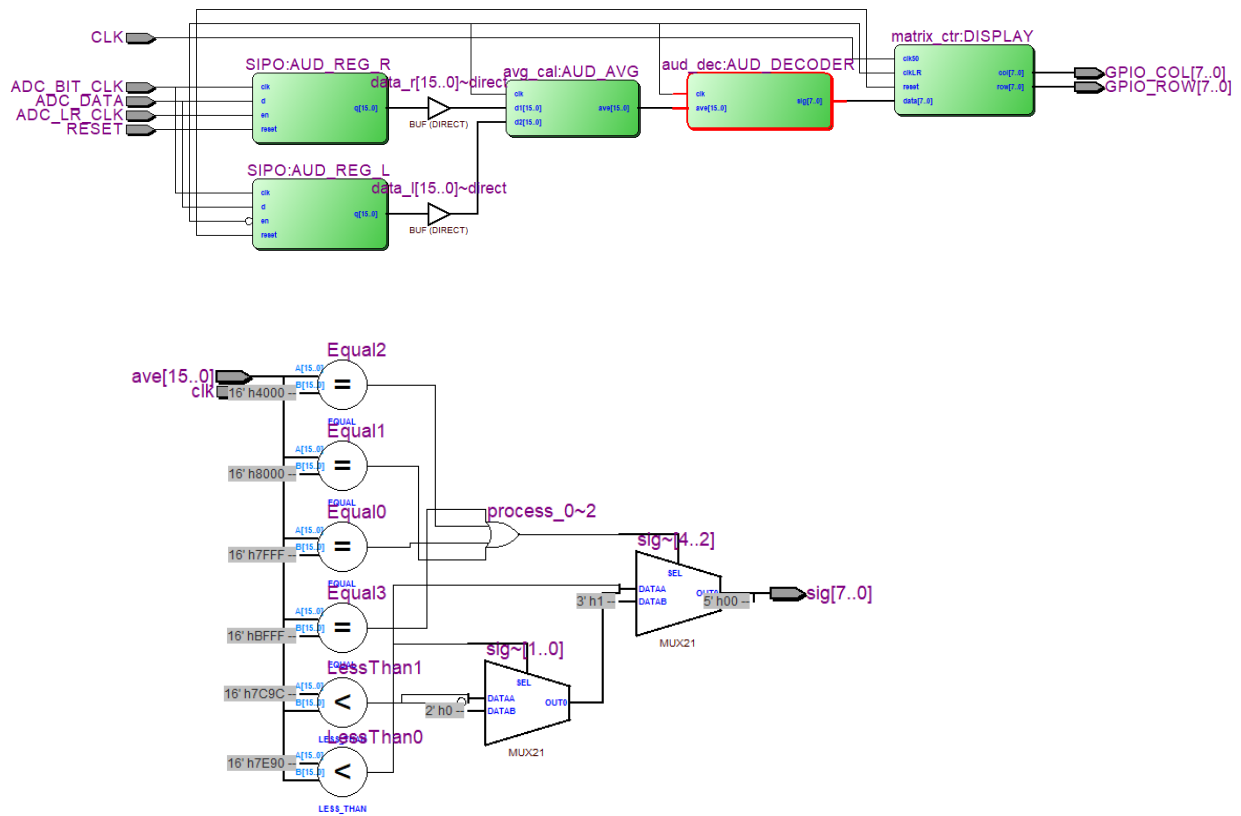 CLK
ADC_BIT_CLK
ADC_DATA
ADC_LR_CLK
RESET
SIPO:AUD_REG_R
clk
d
en
reset
q[15..0]
data_r[15..0]~direct
BUF (DIRECT)
SIPO:AUD_REG_L
clk
d
en
reset
q[15..0]
data_l[15..0]~direct
BUF (DIRECT)
avg_cal:AUD_AVG
clk
d1[15..0]
d2[15..0]
ave[15..0]
aud_dec:AUD_DECODER
clk
ave[15..0]
sig[7..0]
matrix_ctr:DISPLAY
clk50
clkLR
reset
data[7..0]
col[7..0]
row[7..0]
GPIO_COL[7..0]
GPIO_ROW[7..0]
ave[15..0]
clk
Equal2
A[15..0]
B[15..0]
16' h4000 --
=
EQUAL
Equal1
A[15..0]
B[15..0]
16' h8000 --
=
EQUAL
Equal0
A[15..0]
B[15..0]
16' h7FFF --
=
EQUAL
Equal3
A[15..0]
B[15..0]
16' hBFFF --
=
EQUAL
LessThan1
A[15..0]
B[15..0]
16' h7C9C --
<
LESS_THAN
LessThan0
A[15..0]
B[15..0]
16' h7E90 --
<
LESS_THAN
process_0~2
sig~[1..0]
SEL
DATAA
DATAB
OUT0
2' h0 --
MUX21
sig~[4..2]
SEL
DATAA
DATAB
OUT0
3' h1 --
MUX21
5' h00 --
sig[7..0]